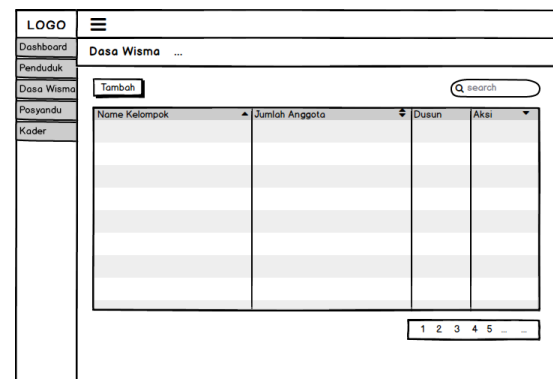 LOGO
Dashboard
Penduduk
Dasa Wisma
Posyandu
Kader
Dasa Wisma ...
Tambah
search
Name Kelompok Jumlah Anggota Dusun Aksi
1 2 3 4 5 ... ...